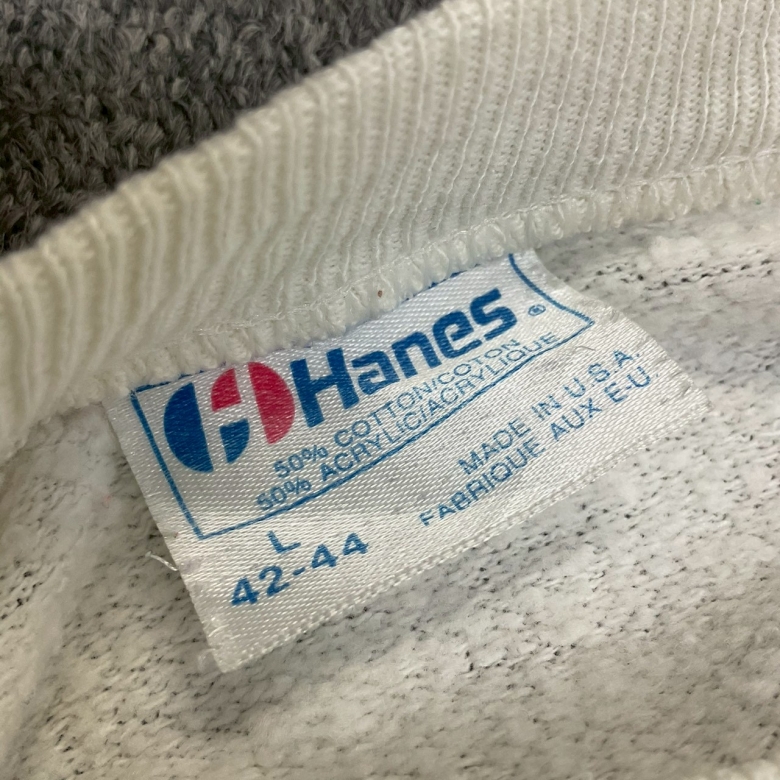 Hanes®
50% COTTON/COTON
50% ACRYLIC/ACRYLIQUE
MADE IN U.S.A.
FABRIQUE AUX E-U
L
42-44